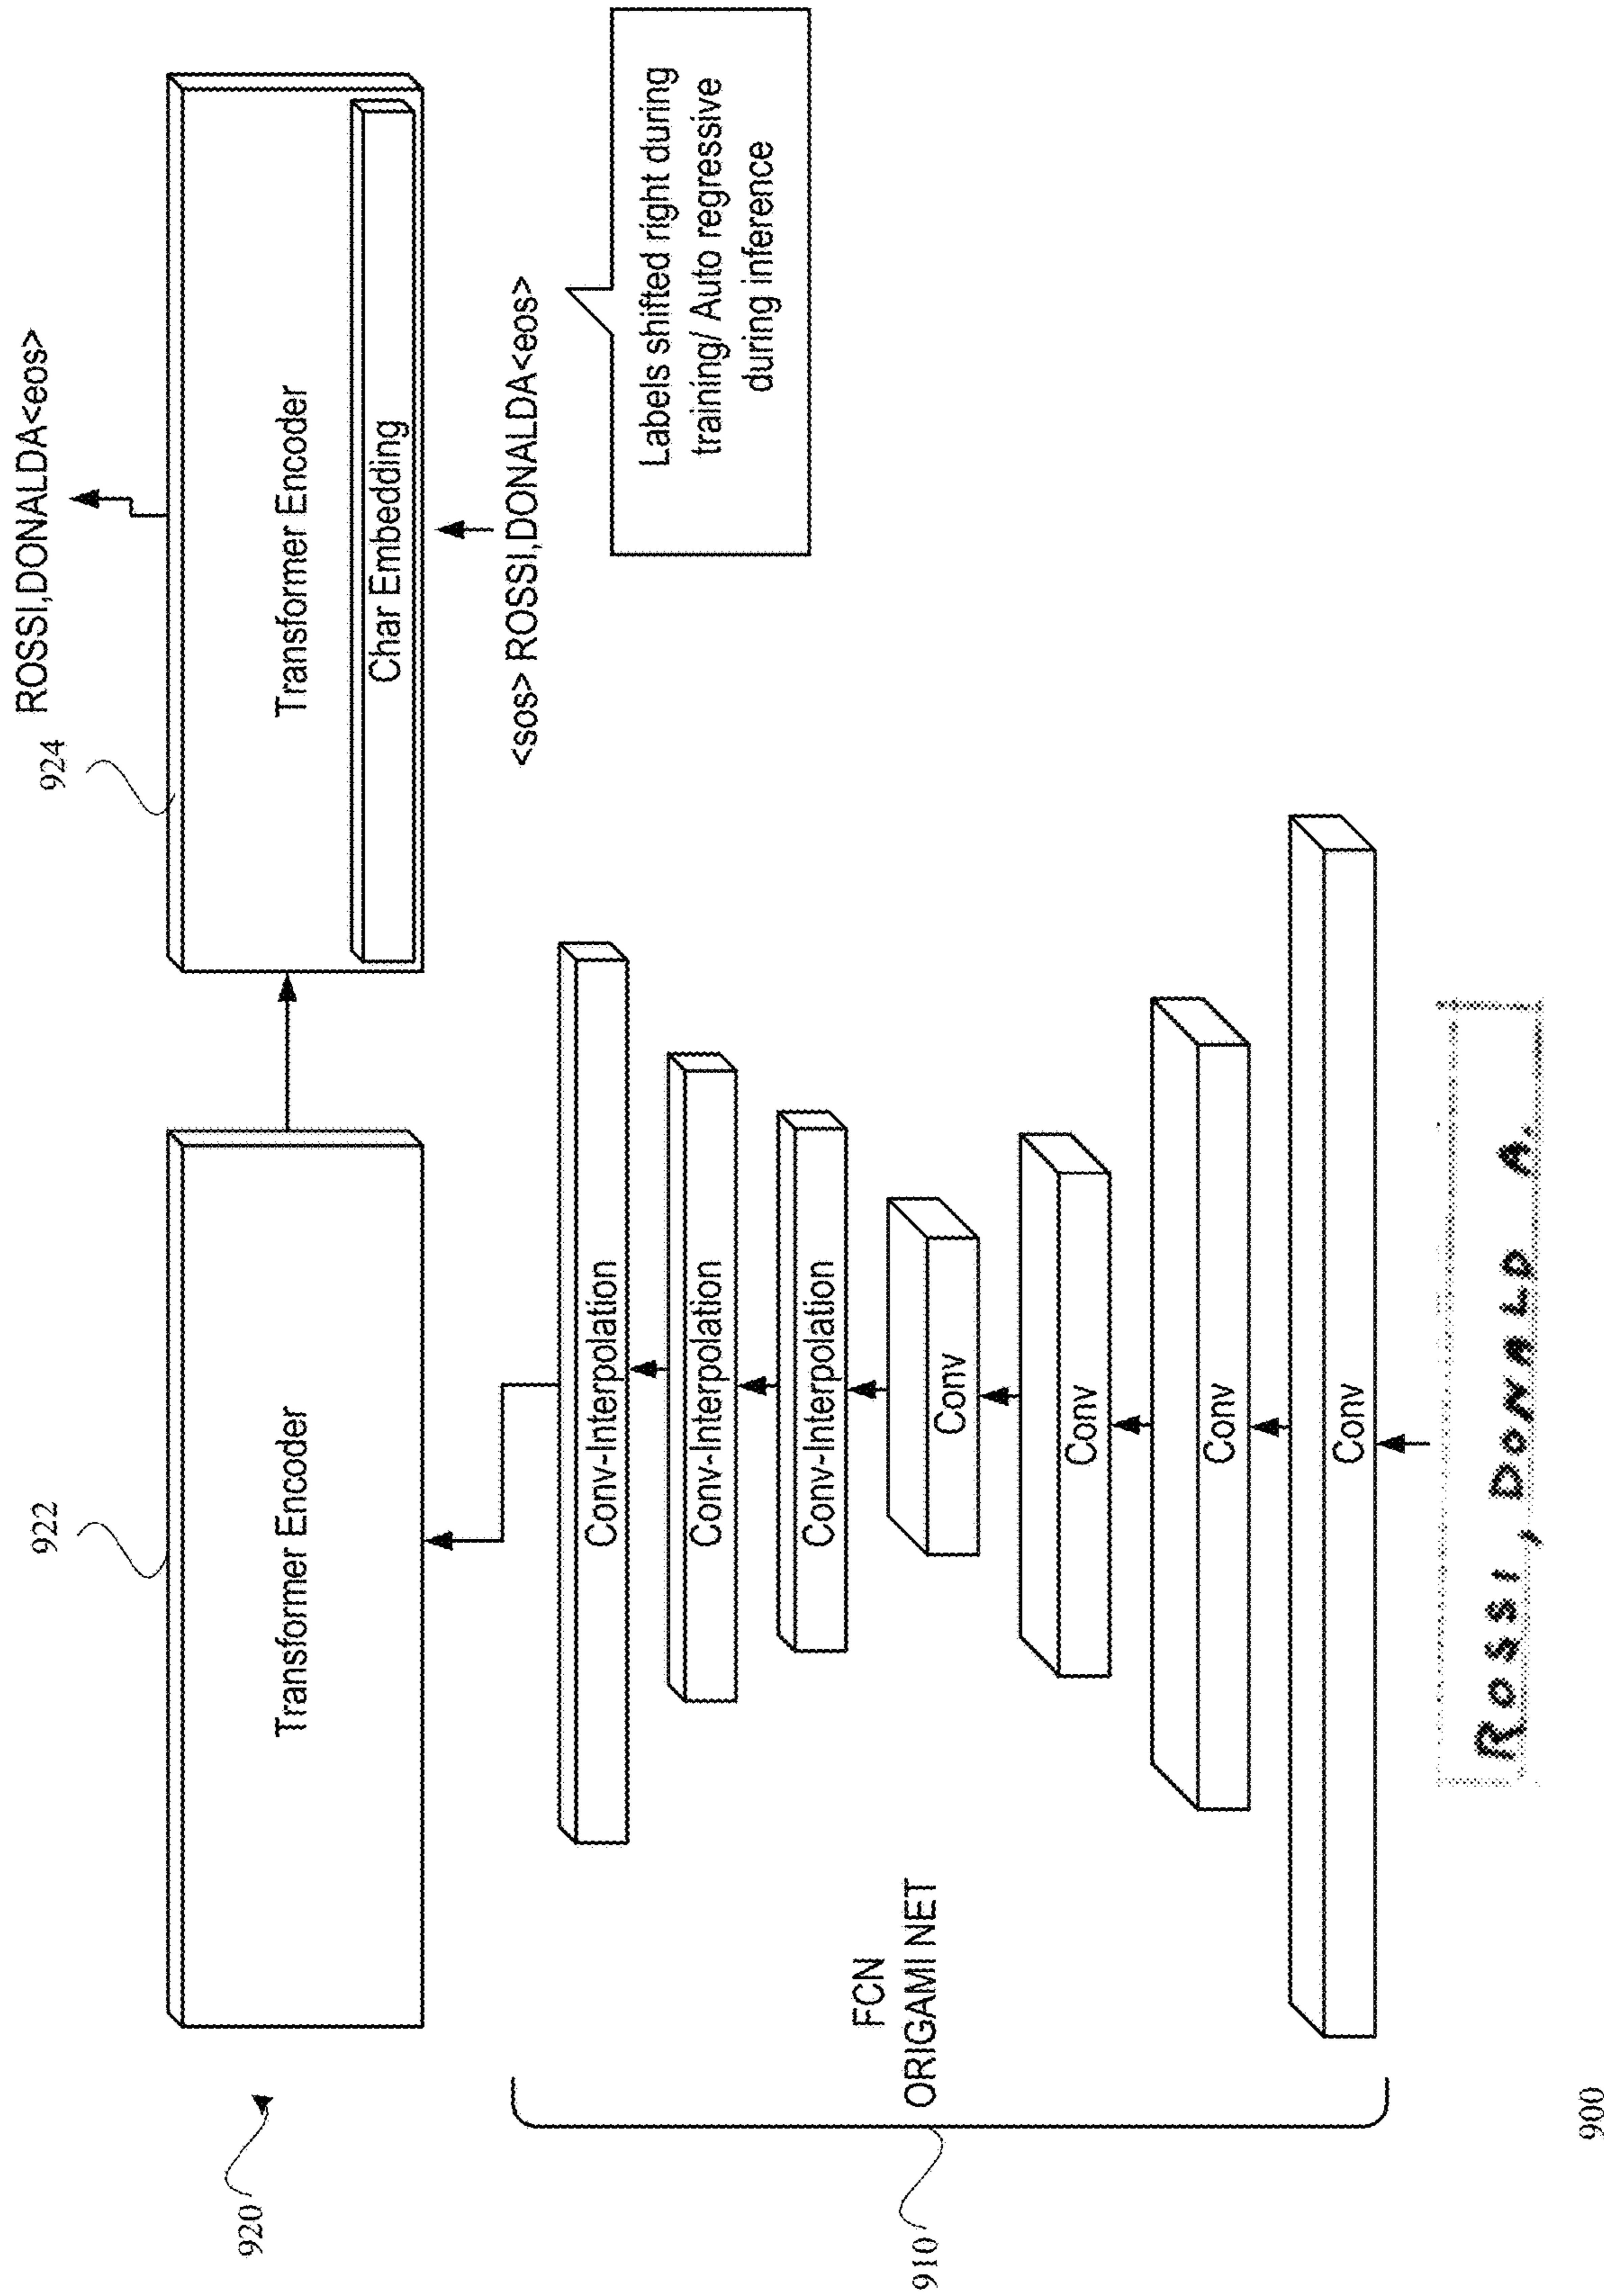 ROSSI,DONALDA<eos>
924
922
920
Transformer Encoder
Transformer Encoder
Char Embedding
<sos> ROSSI,DONALDA<eos>
Labels shifted right during
training/ Auto regressive
during inference
Conv-Interpolation
Conv-Interpolation
Conv-Interpolation
FCN
ORIGAMI NET
910
Conv
Conv
Conv
Conv
ROSSI, DONALD A.
900